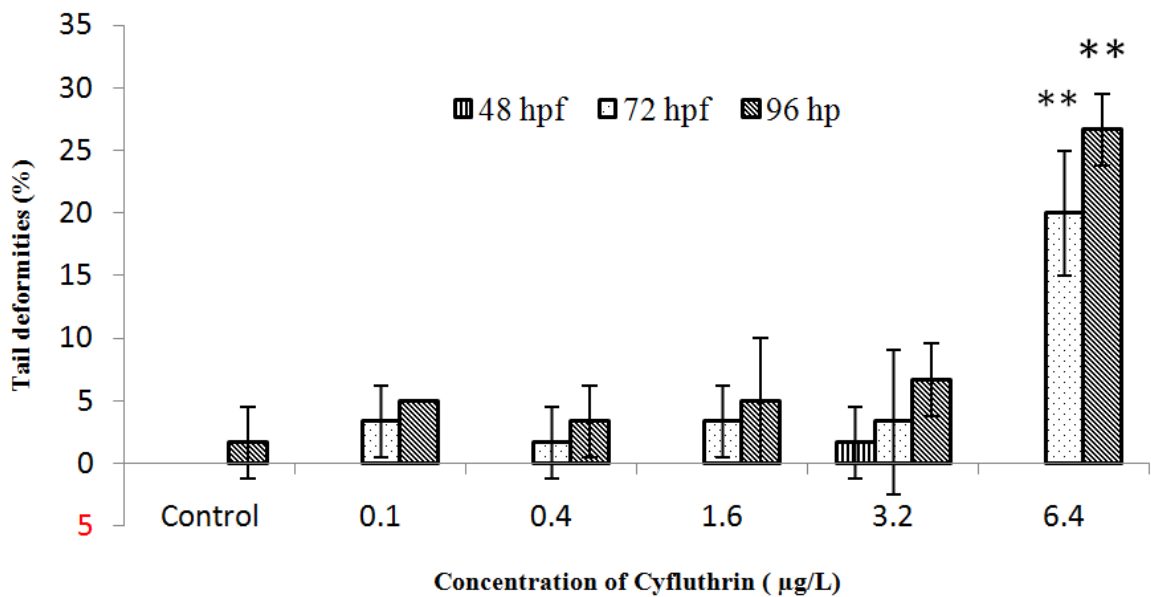 35
30
25
20
15
10
5
0
5
Tail deformities (%)
48 hpf 72 hpf 96 hp
**
**
Control 0.1 0.4 1.6 3.2 6.4
Concentration of Cyfluthrin ( µg/L)